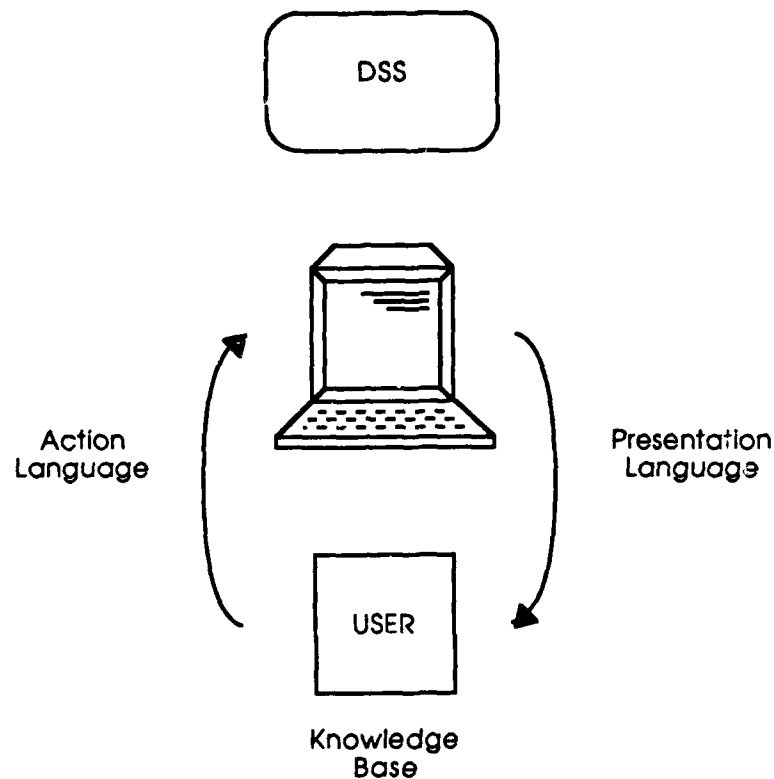 DSS
Action
Language
Presentation
Language
USER
Knowledge
Base